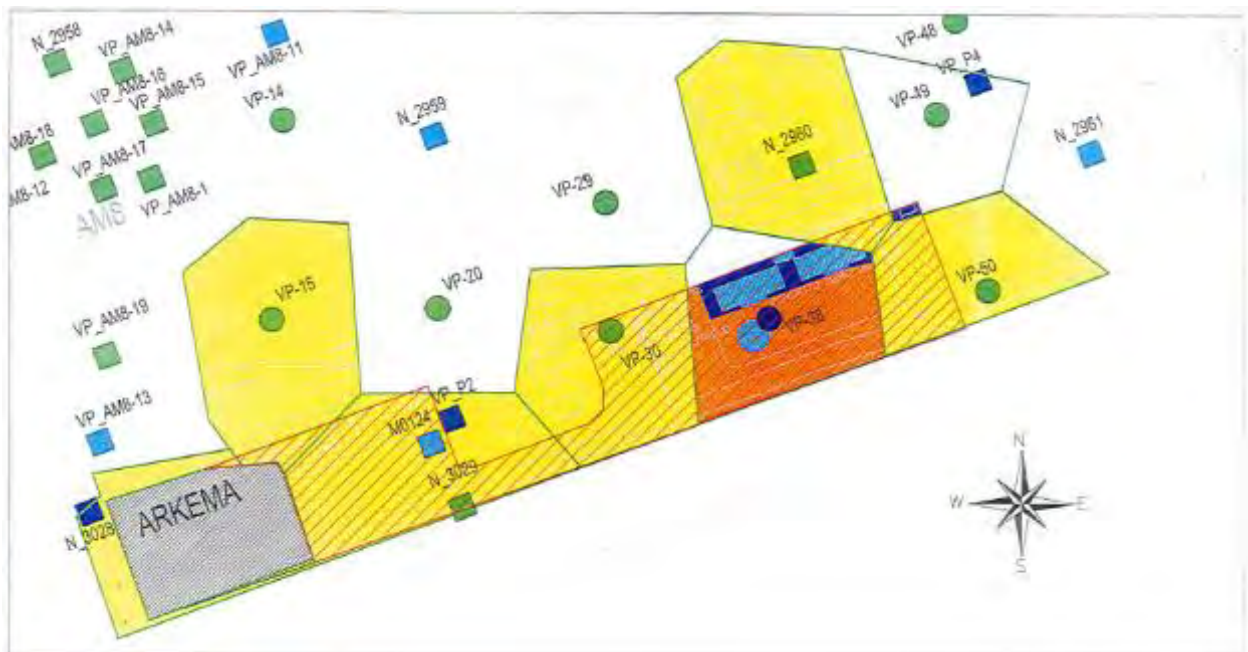 N_2958
VP_AM8-14
VP_AM8-11
VP_AM8-16
VP_AM8-15
VP-14
N_2959
VP-48
VP_P4
VP-49
N_2960
N_2961
AM8-18
VP_AM8-17
AM8-12
VP_AM8-1
AM8
VP-29
VP-15
VP-20
VP-50
VP_AM8-19
VP-30
VP-38
VP_AM8-13
VP_P2
M0124
N_3029
N_3028
ARKEMA
N
W
E
S